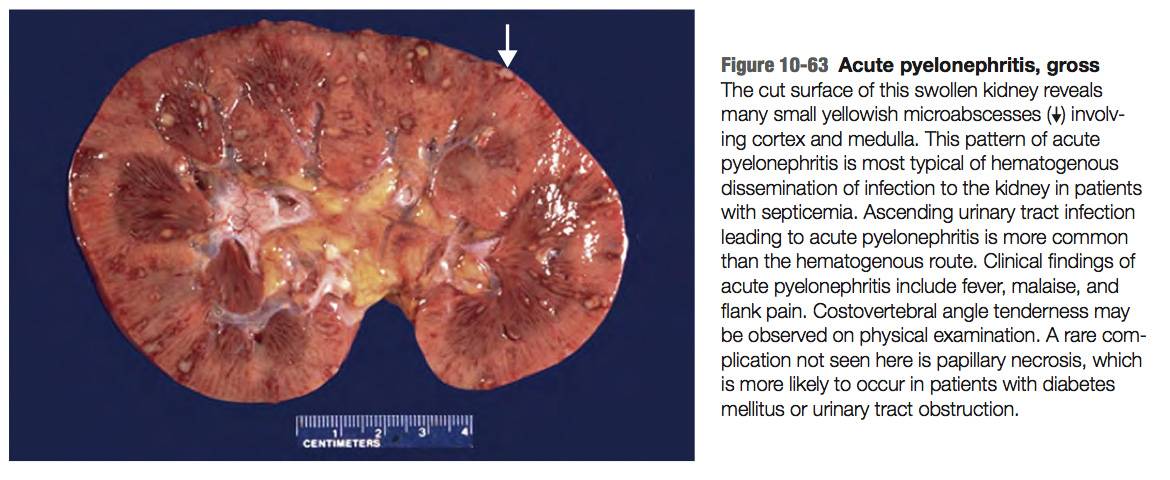 Figure 10-63 Acute pyelonephritis, gross
The cut surface of this swollen kidney reveals
many small yellowish microabscesses (↓) involv-
ing cortex and medulla. This pattern of acute
pyelonephritis is most typical of hematogenous
dissemination of infection to the kidney in patients
with septicemia. Ascending urinary tract infection
leading to acute pyelonephritis is more common
than the hematogenous route. Clinical findings of
acute pyelonephritis include fever, malaise, and
flank pain. Costovertebral angle tenderness may
be observed on physical examination. A rare com-
plication not seen here is papillary necrosis, which
is more likely to occur in patients with diabetes
mellitus or urinary tract obstruction.
1 2 3 4
CENTIMETERS